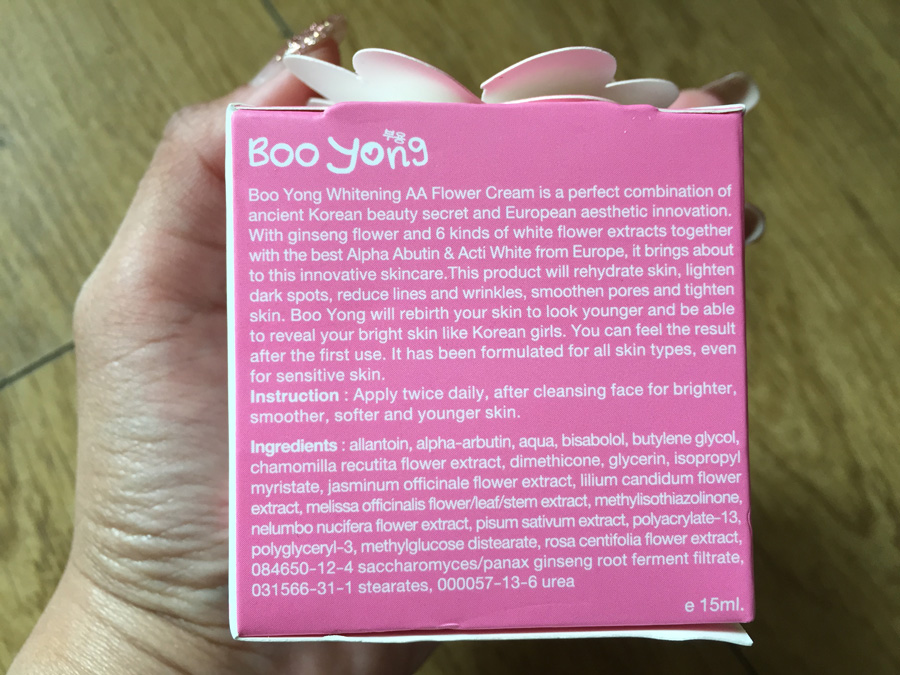 부용
Boo Yong
Boo Yong Whitening AA Flower Cream is a perfect combination of
ancient Korean beauty secret and European aesthetic innovation.
With ginseng flower and 6 kinds of white flower extracts together
with the best Alpha Abutin & Acti White from Europe, it brings about
to this innovative skincare.This product will rehydrate skin, lighten
dark spots, reduce lines and wrinkles, smoothen pores and tighten
skin. Boo Yong will rebirth your skin to look younger and be able
to reveal your bright skin like Korean girls. You can feel the result
after the first use. It has been formulated for all skin types, even
for sensitive skin.
Instruction : Apply twice daily, after cleansing face for brighter,
smoother, softer and younger skin.
Ingredients : allantoin, alpha-arbutin, aqua, bisabolol, butylene glycol,
chamomilla recutita flower extract, dimethicone, glycerin, isopropyl
myristate, jasminum officinale flower extract, lilium candidum flower
extract, melissa officinalis flower/leaf/stem extract, methylisothiazolinone,
nelumbo nucifera flower extract, pisum sativum extract, polyacrylate-13,
polyglyceryl-3, methylglucose distearate, rosa centifolia flower extract,
084650-12-4 saccharomyces/panax ginseng root ferment filtrate,
031566-31-1 stearates, 000057-13-6 urea
e 15ml.